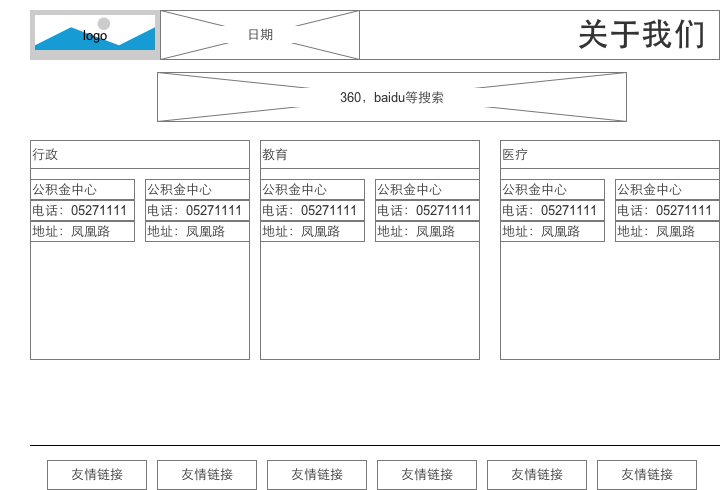 logo
日期
关于我们
360，baidu等搜索
行政
教育
医疗
公积金中心
公积金中心
公积金中心
公积金中心
公积金中心
公积金中心
电话：05271111
电话：05271111
电话：05271111
电话：05271111
电话：05271111
电话：05271111
地址：凤凰路
地址：凤凰路
地址：凤凰路
地址：凤凰路
地址：凤凰路
地址：凤凰路
友情链接
友情链接
友情链接
友情链接
友情链接
友情链接